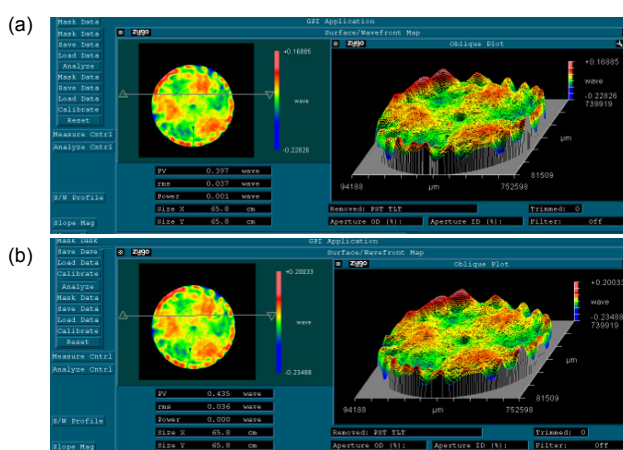 (a)
Mask Data
GPI Application
Mask Data
Surface/Wavefront Map
Save Data
zygo
zygo
Oblique Plot
Load Data
Analyze
+0.16885
+0.16885
Mask Data
wave
Save Data
-0.22826
Load Data
wave
739919
Calibrate
Reset
Measure Cntrl
-0.22826
Analyze Cntrl
81509
94188
µm
752598
µm
PV 0.397 wave
rms 0.037 wave
Power 0.001 wave
S/W Profile
Size X 65.8 cm
Removed: PST TLT
Trimmed: 0
Slope Mag
Size Y 65.8 cm
Aperture OD (%):
Aperture ID (%):
Filter: Off
(b)
GPI Application
Save Data
Surface/Wavefront Map
Load Data
zygo
zygo
Oblique Plot
Calibrate
Analyze
+0.20033
+0.20033
Mask Data
wave
Save Data
-0.23488
Load Data
wave
739919
Calibrate
Reset
Measure Cntrl
-0.23488
Analyze Cntrl
81509
94188
µm
752598
µm
PV 0.435 wave
rms 0.036 wave
Power 0.000 wave
S/W Profile
Size X 65.8 cm
Removed: PST TLT
Trimmed: 0
Slope Mag
Size Y 65.8 cm
Aperture OD (%):
Aperture ID (%):
Filter: Off